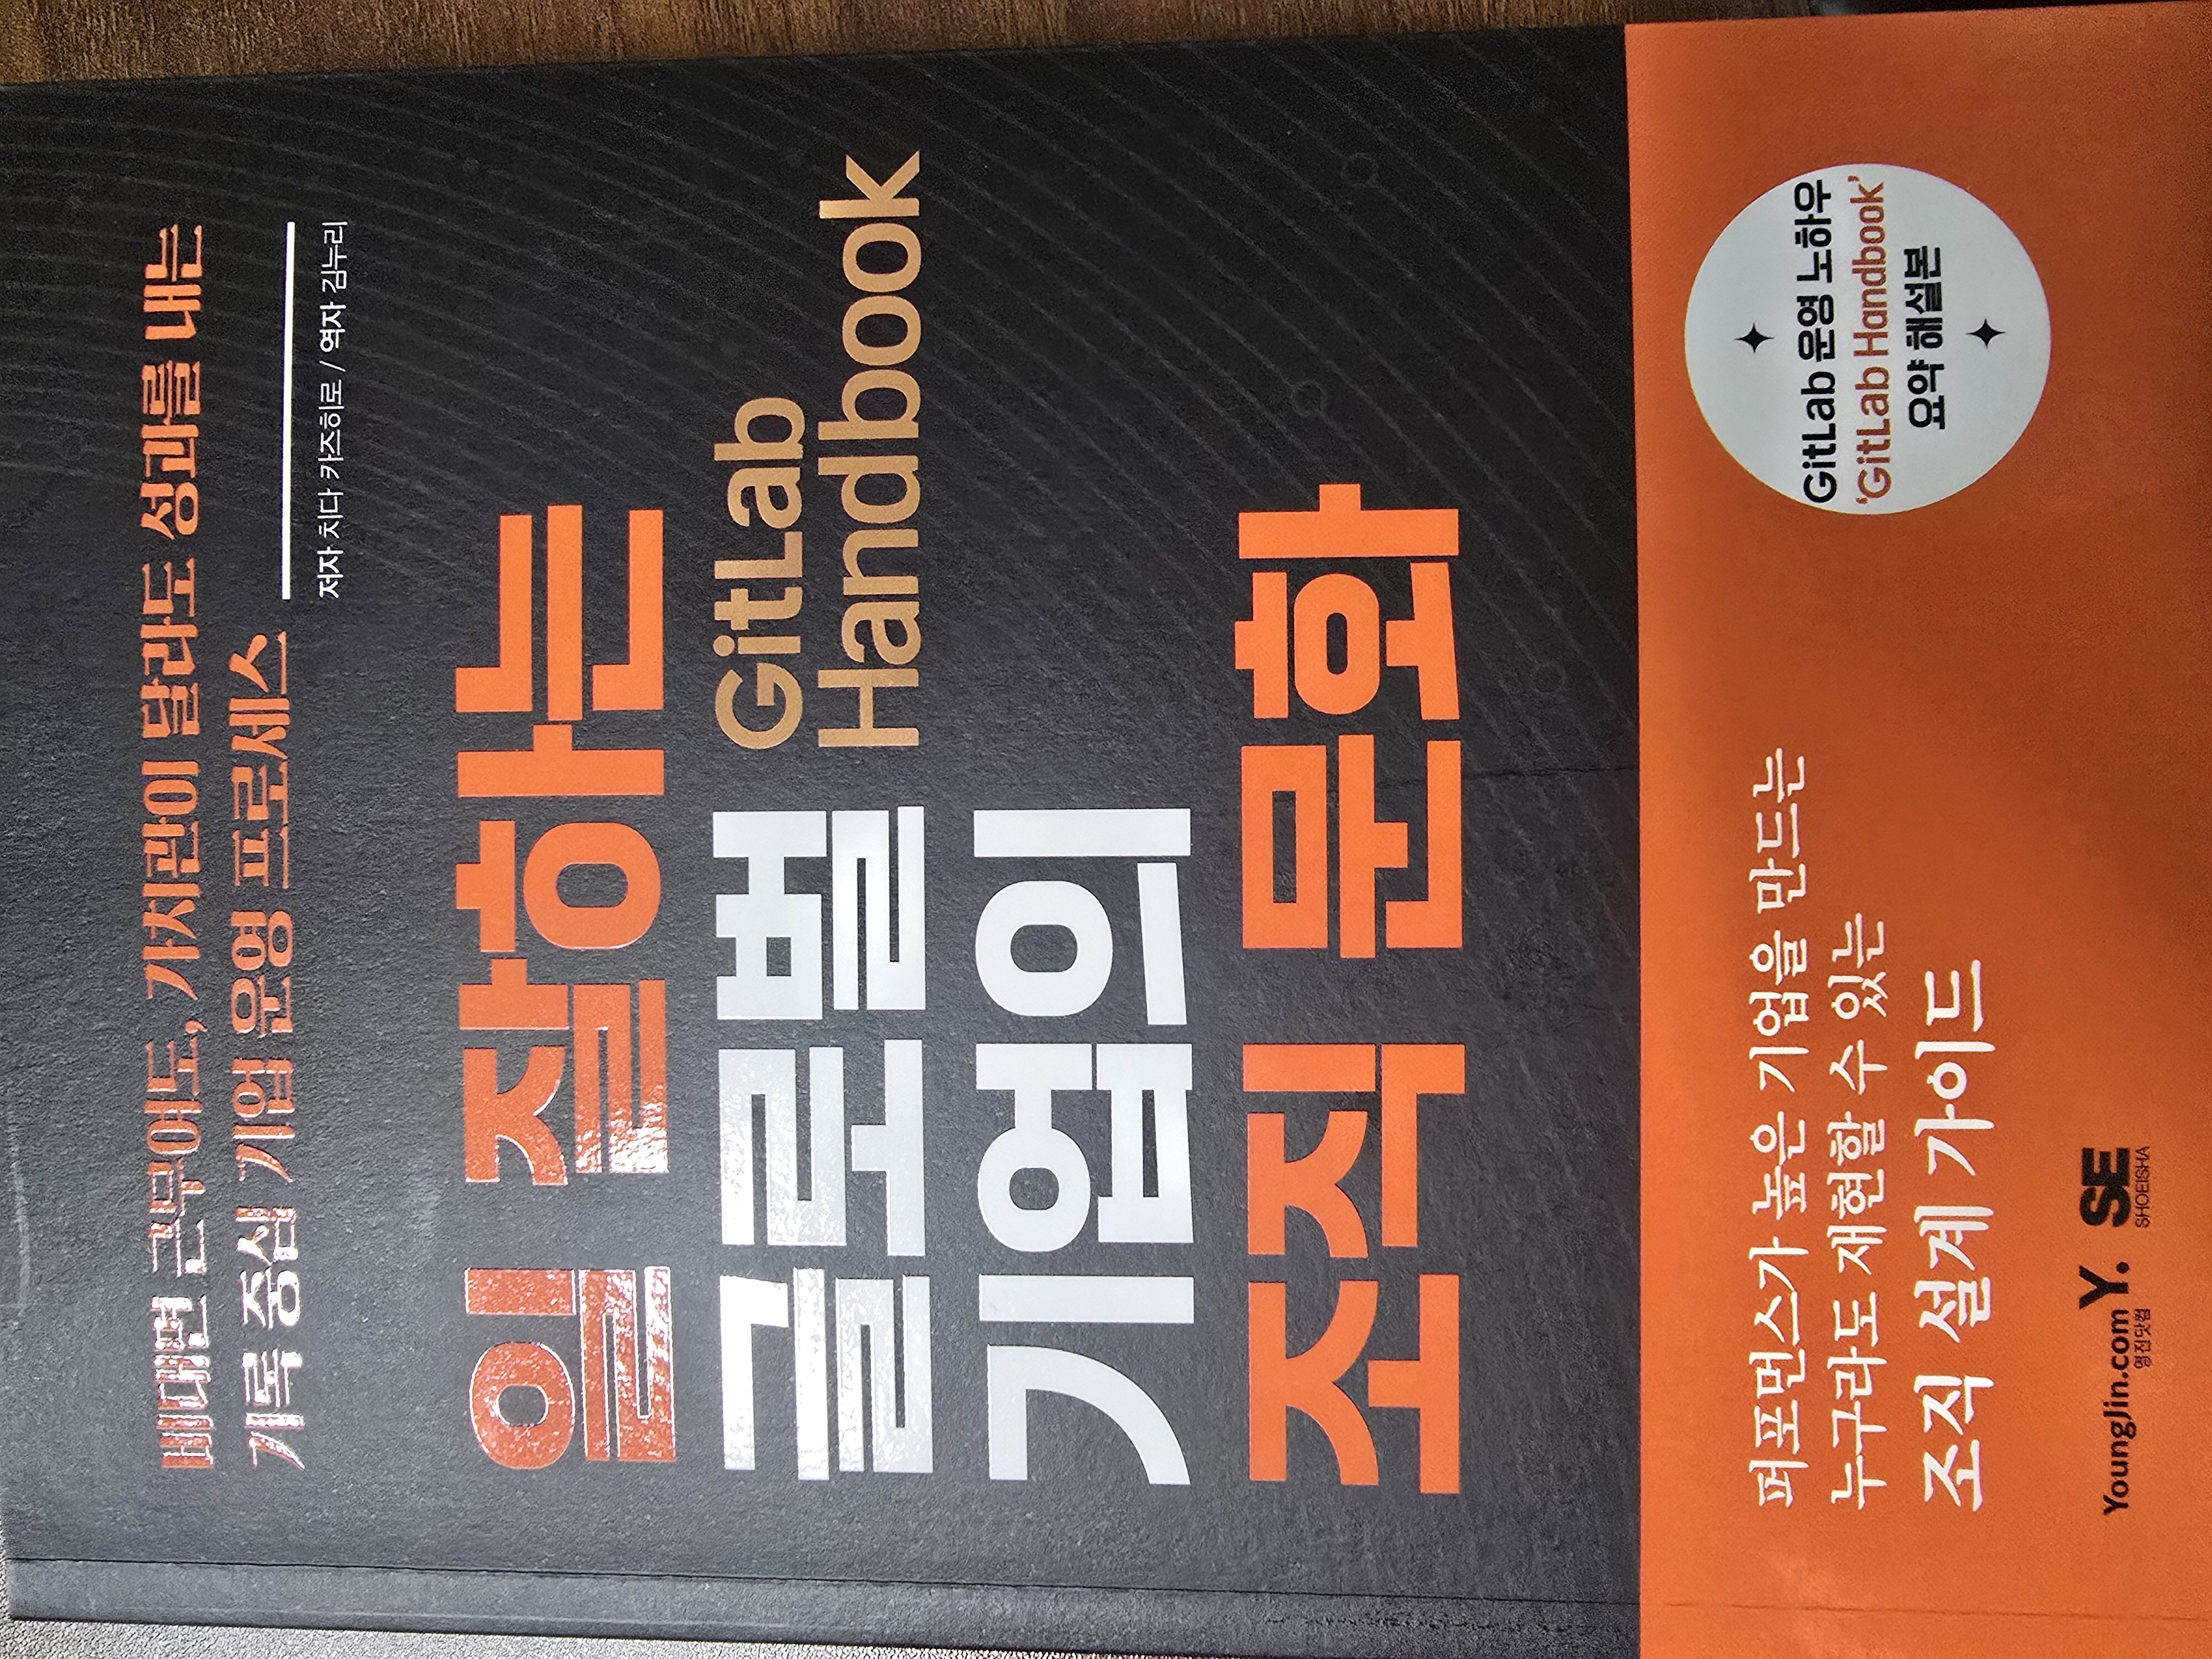 비대면 근무에도, 가치관이 달라도 성과를 내는
기록 중심 기업 운영 프로세스
저자 치다 카즈히로 / 역자 김누리
일 잘하는
글로벌
GitLab
Handbook
기업의
조직 문화
GitLab 운영 노하우
‘GitLab Handbook’
요약 해설본
퍼포먼스가 높은 기업을 만드는
누구라도 재현할 수 있는
조직 설계 가이드
YoungJin.com Y.
영진닷컴
SE
SHOEISHA